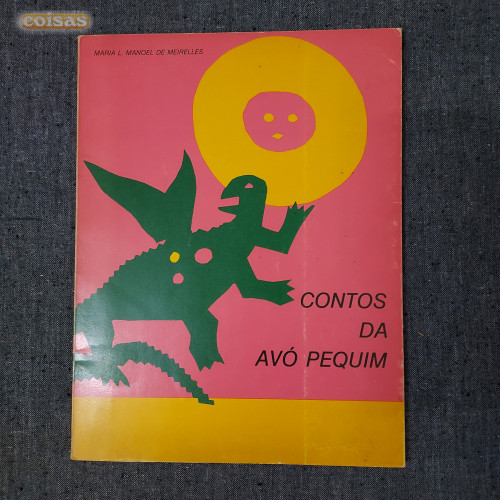 coisas
MARIA L. MANOEL DE MEIRELLES
CONTOS
DA
AVÓ PEQUIM